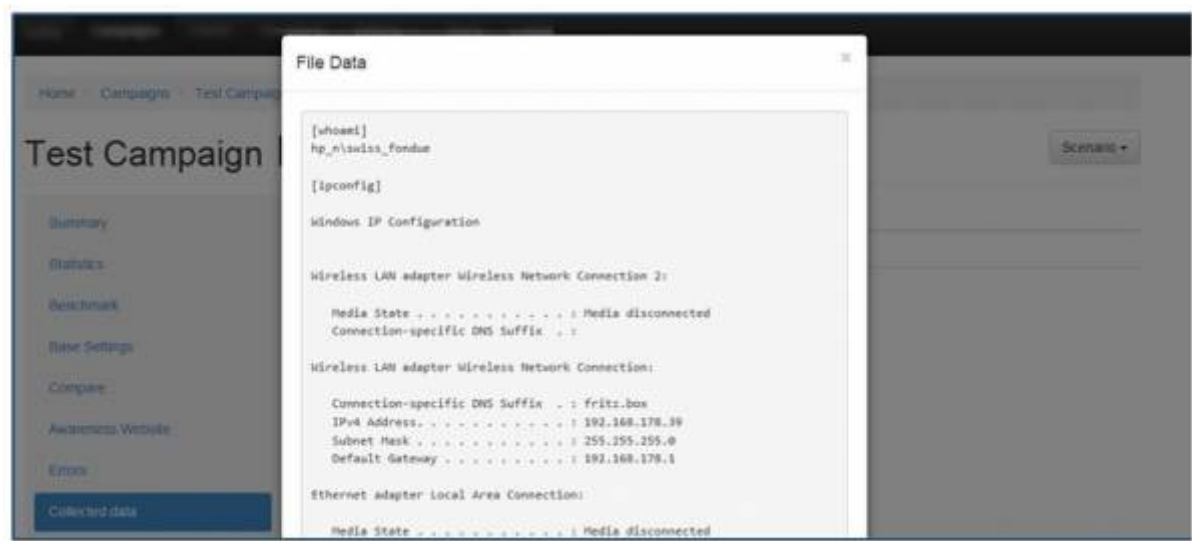 Campaigns
File Data
×
Home Campaigns Test Campaig
[whoami]
hp_n\swiss_fondue
Test Campaign
Scenario
[ipconfig]
Summary
Windows IP Configuration
Statistics
Wireless LAN adapter Wireless Network Connection 2:
Benchmark
Media State . . . . . . . . . . . : Media disconnected
Connection-specific DNS Suffix . :
Base Settings
Wireless LAN adapter Wireless Network Connection:
Compare
Connection-specific DNS Suffix . : fritz.box
IPv4 Address. . . . . . . . . . . : 192.168.178.39
Awareness Website
Subnet Mask . . . . . . . . . . . : 255.255.255.0
Default Gateway . . . . . . . . . : 192.168.178.1
Errors
Ethernet adapter Local Area Connection:
Collected data
Media State . . . . . . . . . . . : Media disconnected